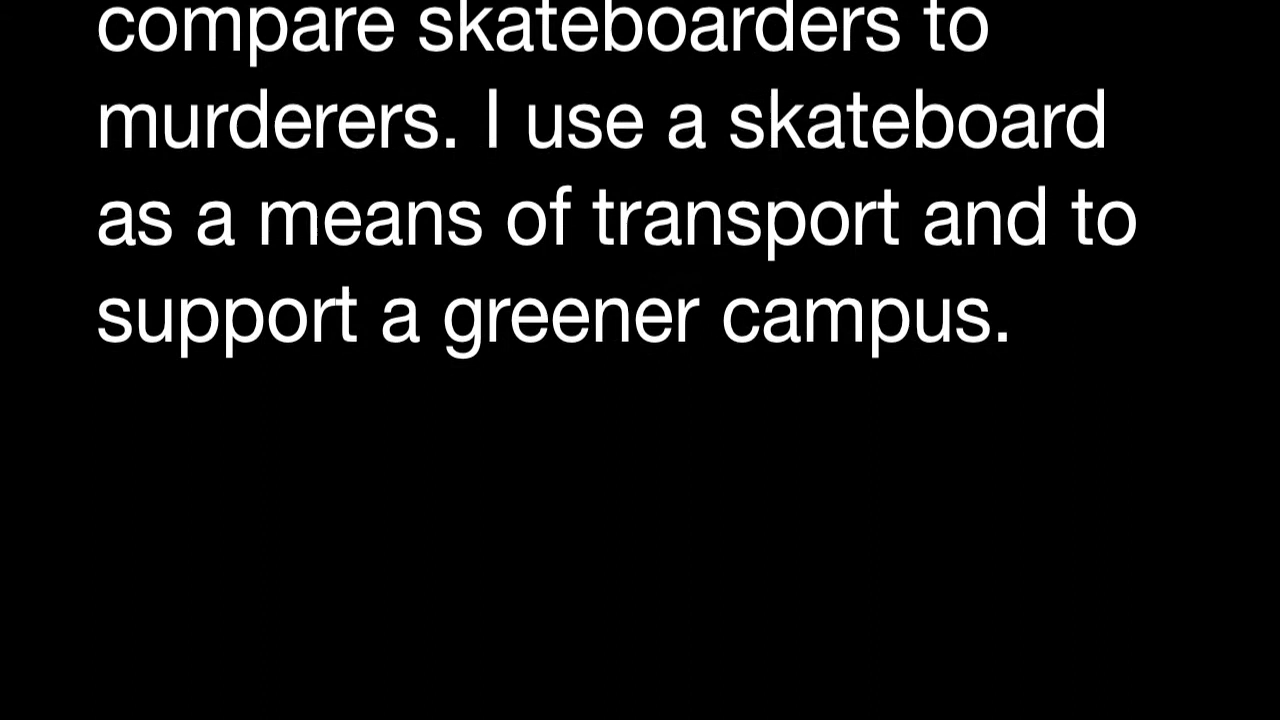 compare skateboarders to
murderers. I use a skateboard
as a means of transport and to
support a greener campus.